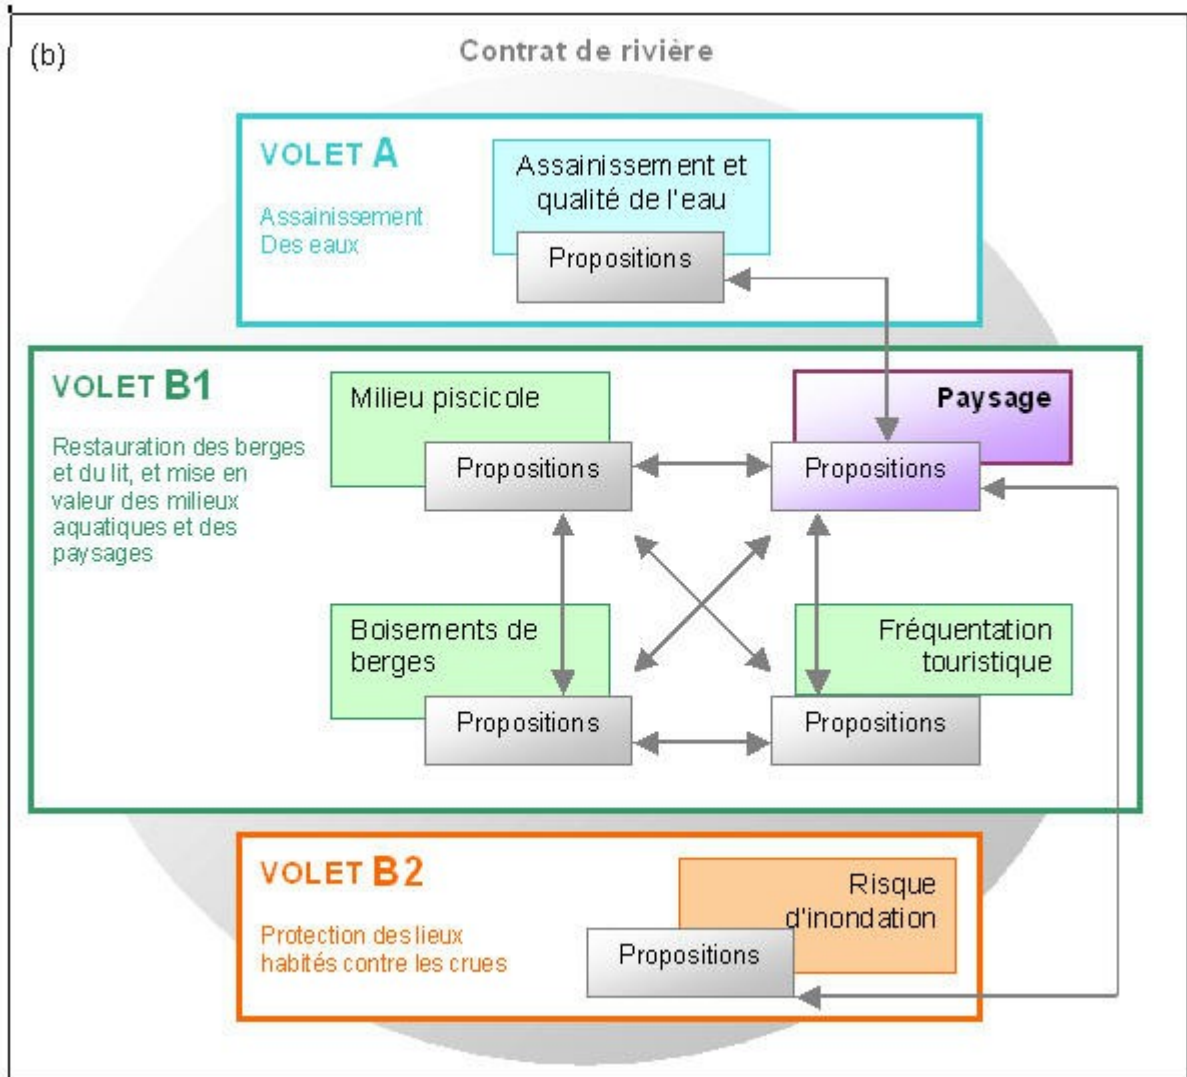 (b)
Contrat de rivière
VOLET A
Assainissement
Des eaux
Assainissement et
qualité de l'eau
Propositions
VOLET B1
Restauration des berges
et du lit, et mise en
valeur des milieux
aquatiques et des
paysages
Milieu piscicole
Propositions
Paysage
Propositions
Boisements de
berges
Propositions
Fréquentation
touristique
Propositions
VOLET B2
Protection des lieux
habités contre les crues
Risque
d'inondation
Propositions